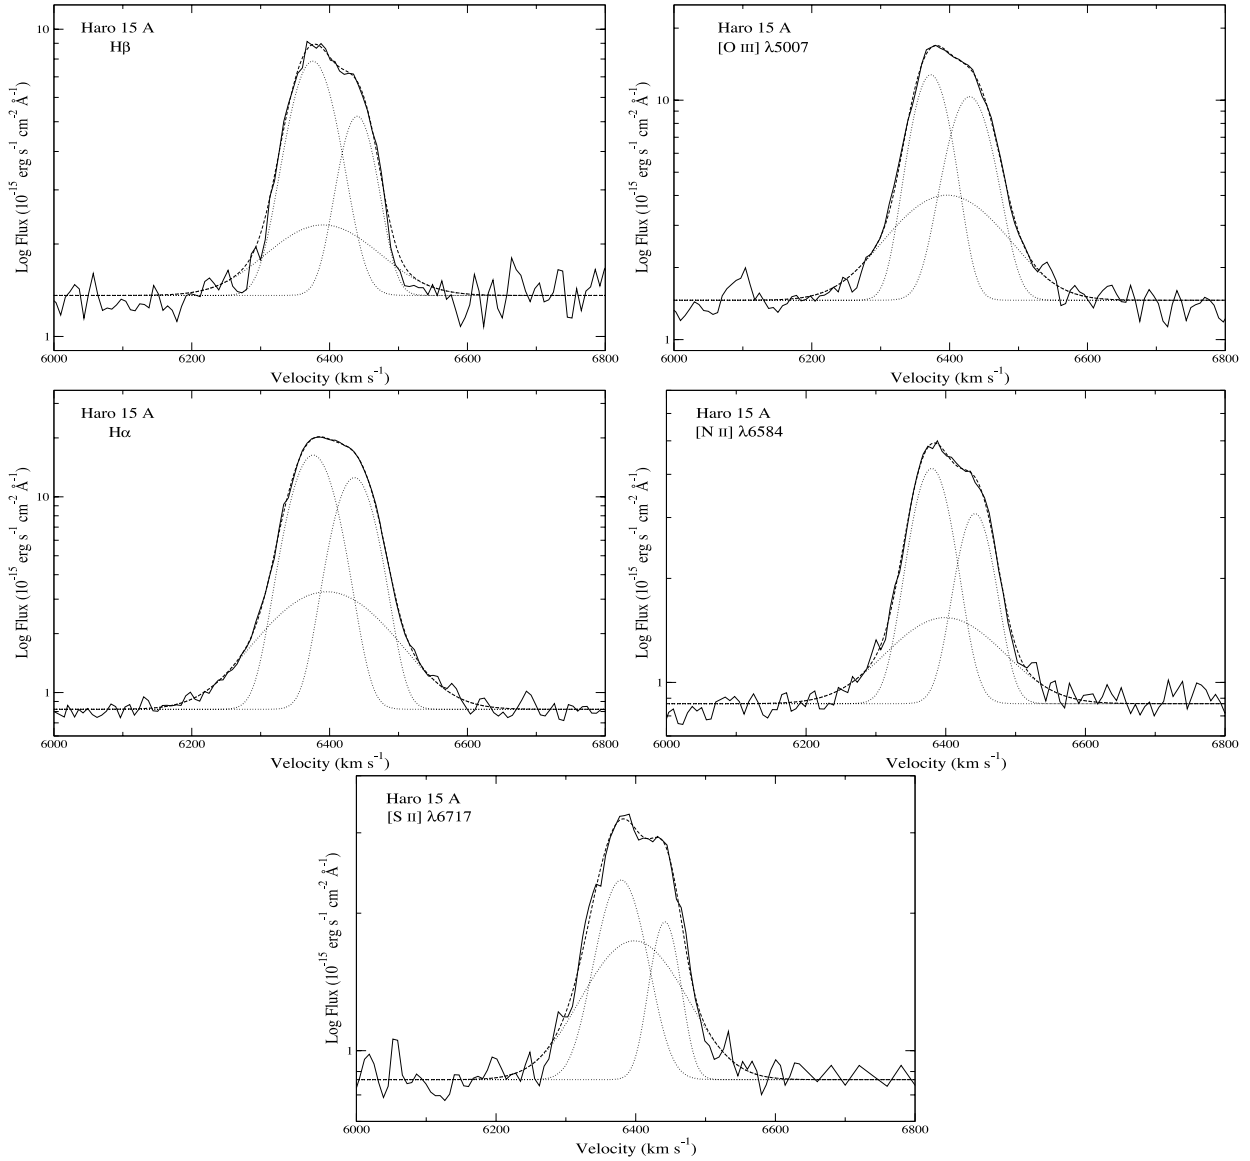 Haro 15 A
Hβ
Log Flux (10⁻¹⁵ erg s⁻¹ cm⁻² Å⁻¹)
10
1
6000 6200 6400 6600 6800
Velocity (km s⁻¹)
Haro 15 A
[O III] λ5007
Log Flux (10⁻¹⁵ erg s⁻¹ cm⁻² Å⁻¹)
10
1
6000 6200 6400 6600 6800
Velocity (km s⁻¹)
Haro 15 A
Hα
Log Flux (10⁻¹⁵ erg s⁻¹ cm⁻² Å⁻¹)
10
1
6000 6200 6400 6600 6800
Velocity (km s⁻¹)
Haro 15 A
[N II] λ6584
Log Flux (10⁻¹⁵ erg s⁻¹ cm⁻² Å⁻¹)
1
6000 6200 6400 6600 6800
Velocity (km s⁻¹)
Haro 15 A
[S II] λ6717
Log Flux (10⁻¹⁵ erg s⁻¹ cm⁻² Å⁻¹)
1
6000 6200 6400 6600 6800
Velocity (km s⁻¹)